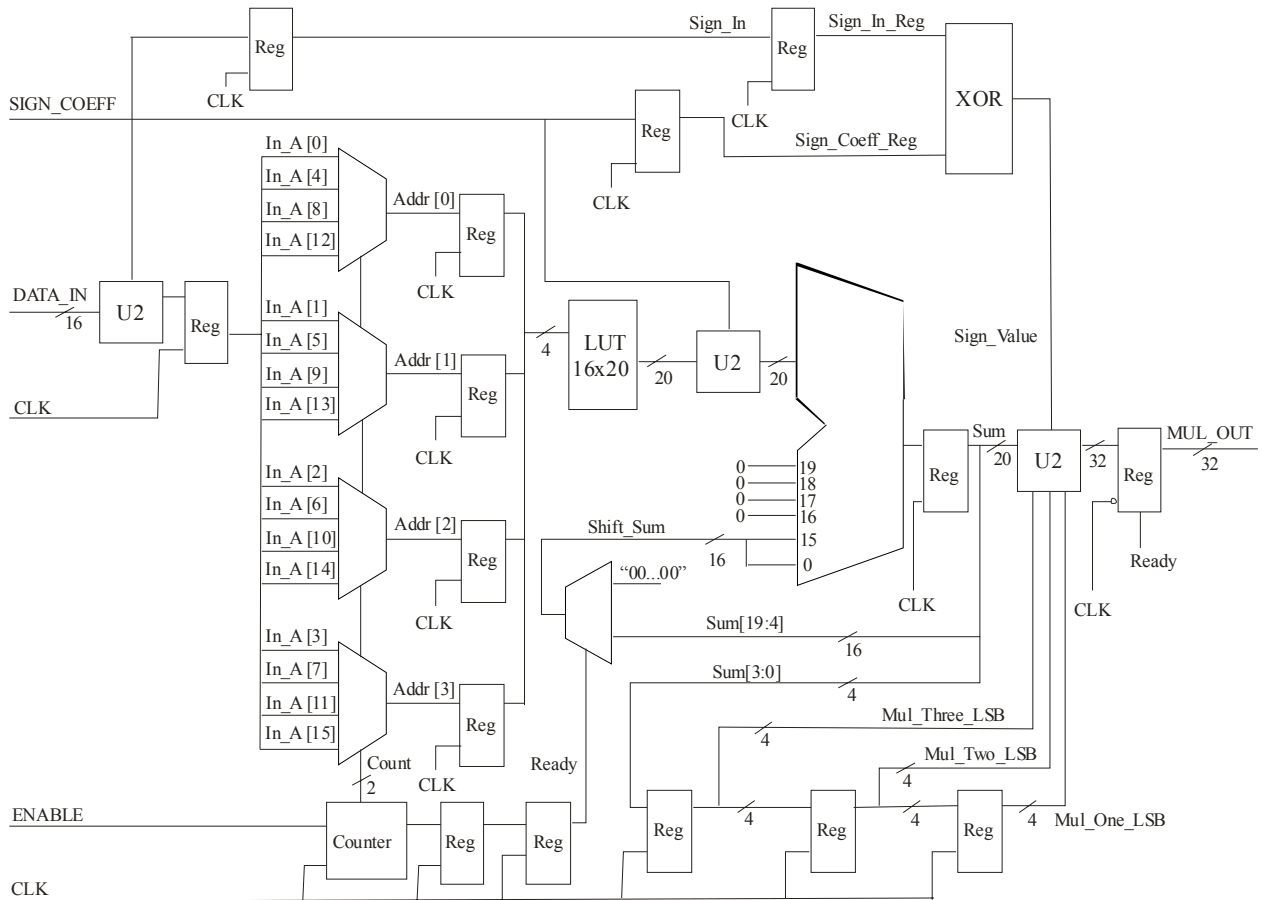 Reg
Sign_In
Reg
Sign_In_Reg
XOR
CLK
SIGN_COEFF
Reg
CLK
Sign_Coeff_Reg
CLK
In_A [0]
In_A [4]
In_A [8]
In_A [12]
Addr [0]
Reg
CLK
DATA_IN
16
U2
Reg
CLK
In_A [1]
In_A [5]
In_A [9]
In_A [13]
Addr [1]
Reg
CLK
4
LUT
16x20
20
U2
20
Sign_Value
In_A [2]
In_A [6]
In_A [10]
In_A [14]
Addr [2]
Reg
CLK
0 19
0 18
0 17
0 16
15
0
Shift_Sum
16
Reg
CLK
Sum
20
U2
32
Reg
CLK
MUL_OUT
32
Ready
“00...00”
Sum[19:4]
16
Sum[3:0]
4
In_A [3]
In_A [7]
In_A [11]
In_A [15]
Addr [3]
Reg
CLK
Count
2
Ready
Mul_Three_LSB
4
Mul_Two_LSB
4
ENABLE
Counter
Reg
Reg
Reg
4
Reg
4
Reg
4
Mul_One_LSB
CLK